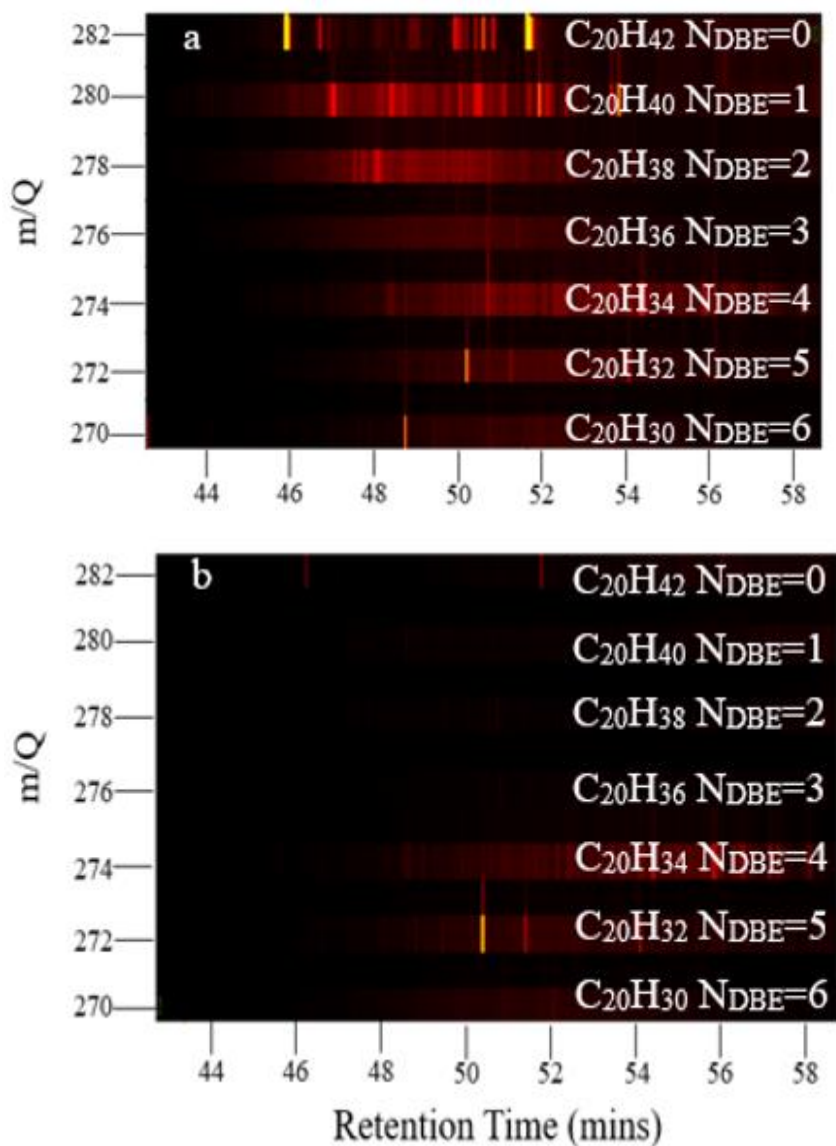 282 a C₂₀H₄₂ NDBE=0
280 C₂₀H₄₀ NDBE=1
278 C₂₀H₃₈ NDBE=2
m/Q
276 C₂₀H₃₆ NDBE=3
274 C₂₀H₃₄ NDBE=4
272 C₂₀H₃₂ NDBE=5
270 C₂₀H₃₀ NDBE=6
44 46 48 50 52 54 56 58
282 b C₂₀H₄₂ NDBE=0
280 C₂₀H₄₀ NDBE=1
278 C₂₀H₃₈ NDBE=2
m/Q
276 C₂₀H₃₆ NDBE=3
274 C₂₀H₃₄ NDBE=4
272 C₂₀H₃₂ NDBE=5
270 C₂₀H₃₀ NDBE=6
44 46 48 50 52 54 56 58
Retention Time (mins)